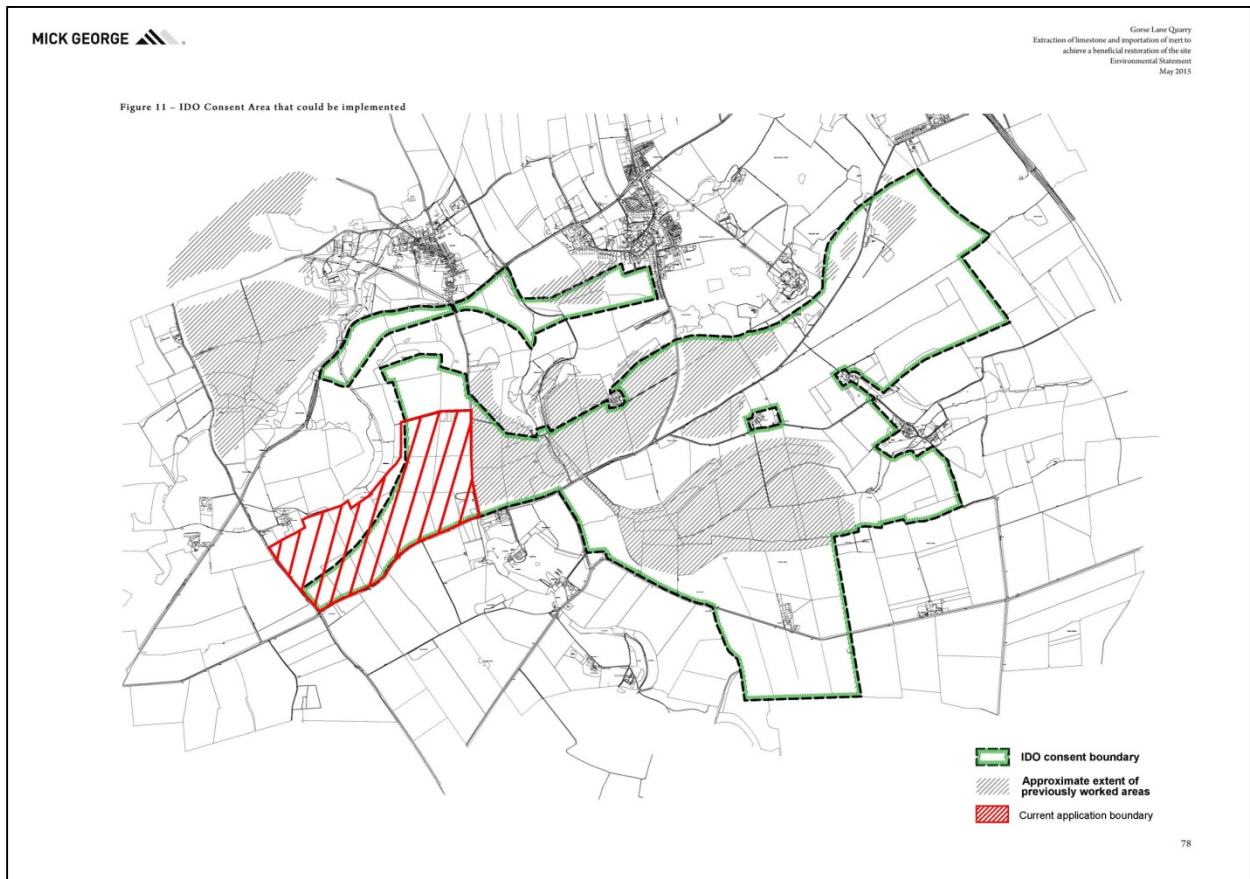 MICK GEORGE
Gorse Lane Quarry
Extraction of limestone and importation of inert to
achieve a beneficial restoration of the site
Environmental Statement
May 2015
Figure 11 – IDO Consent Area that could be implemented
IDO consent boundary
Approximate extent of
previously worked areas
Current application boundary
78